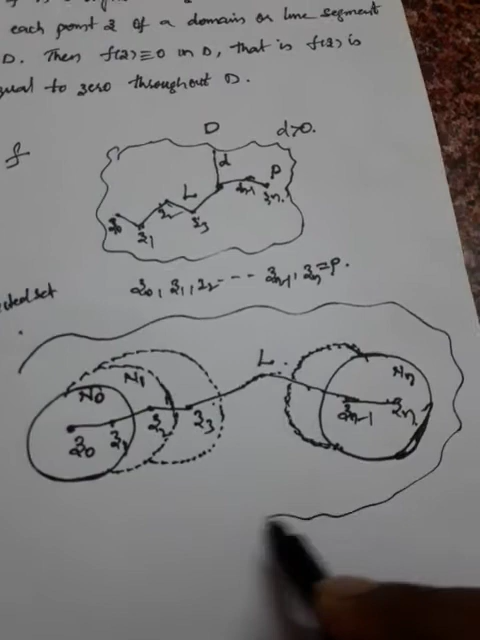 each point z of a domain or line segment
D. Then f(z)≡0 in D, that is f(z) is
equal to zero throughout D.
D
d>0.
f
d
P
L
z0
z1
z2
z3
zn-1
zn
z0, z1, z2 --- zn-1, zn=P.
L.
N0
N1
Nn
z0
z1
z2
z3
zn-1
zn